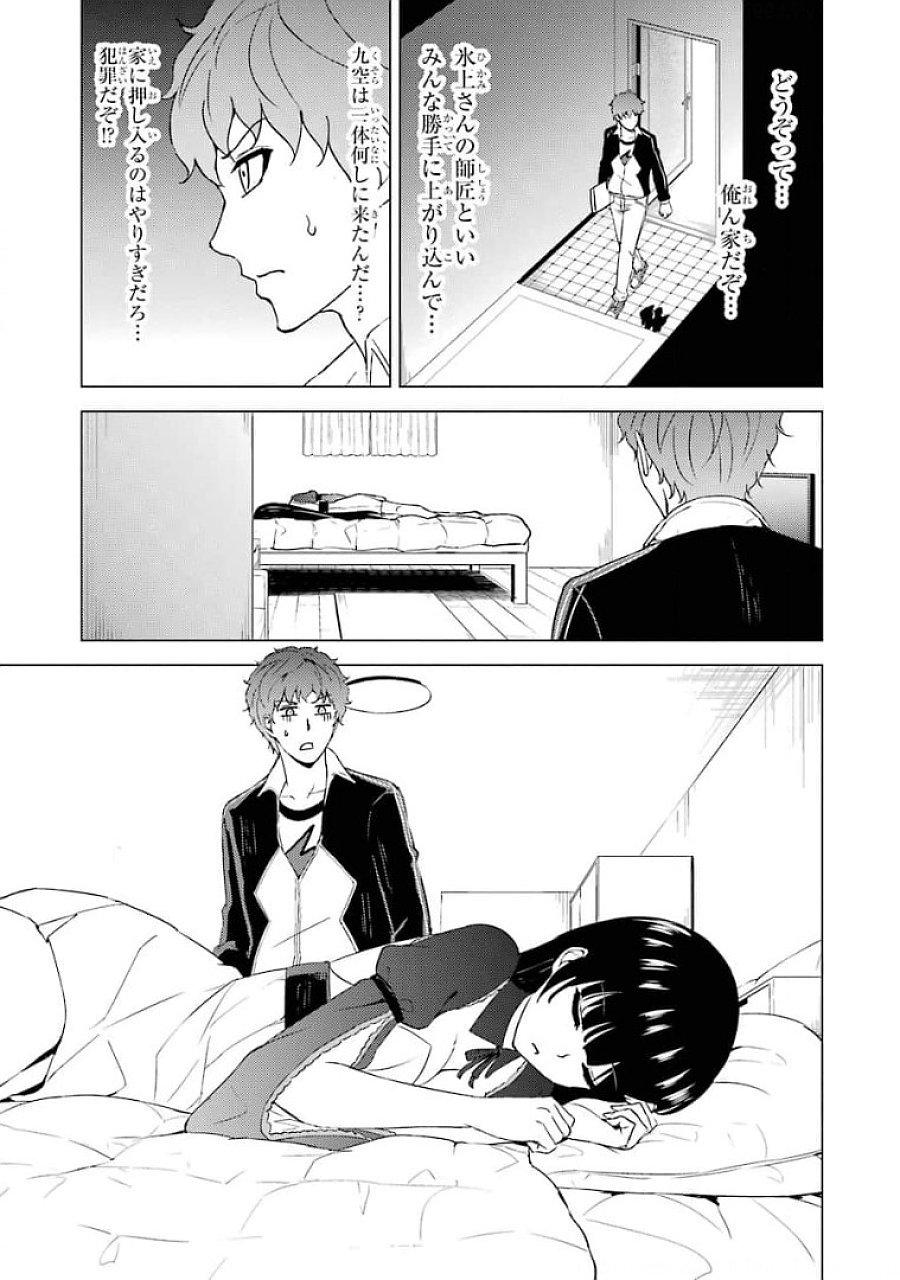 どうぞって…
俺ん家だぞ…
氷上さんの師匠といい
みんな勝手に上がり込んで…
九空は一体何しに来たんだ…?
家に押し入るのはやりすぎだろ…
犯罪だぞ!?